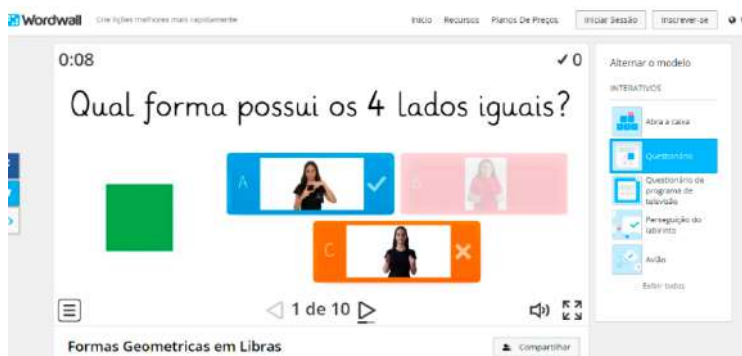 Wordwall Crie lições melhores mais rapidamente Início Recursos Planos De Preços Iniciar Sessão Inscrever-se
0:08 ✓ 0
Qual forma possui os 4 lados iguais?
A
B
C
1 de 10
Formas Geometricas em Libras
Compartilhar
Alternar o modelo
INTERATIVOS
Abra a caixa
Questionário
Questionário de
programa de
televisão
Perseguição do
labirinto
Avião
Exibir todos